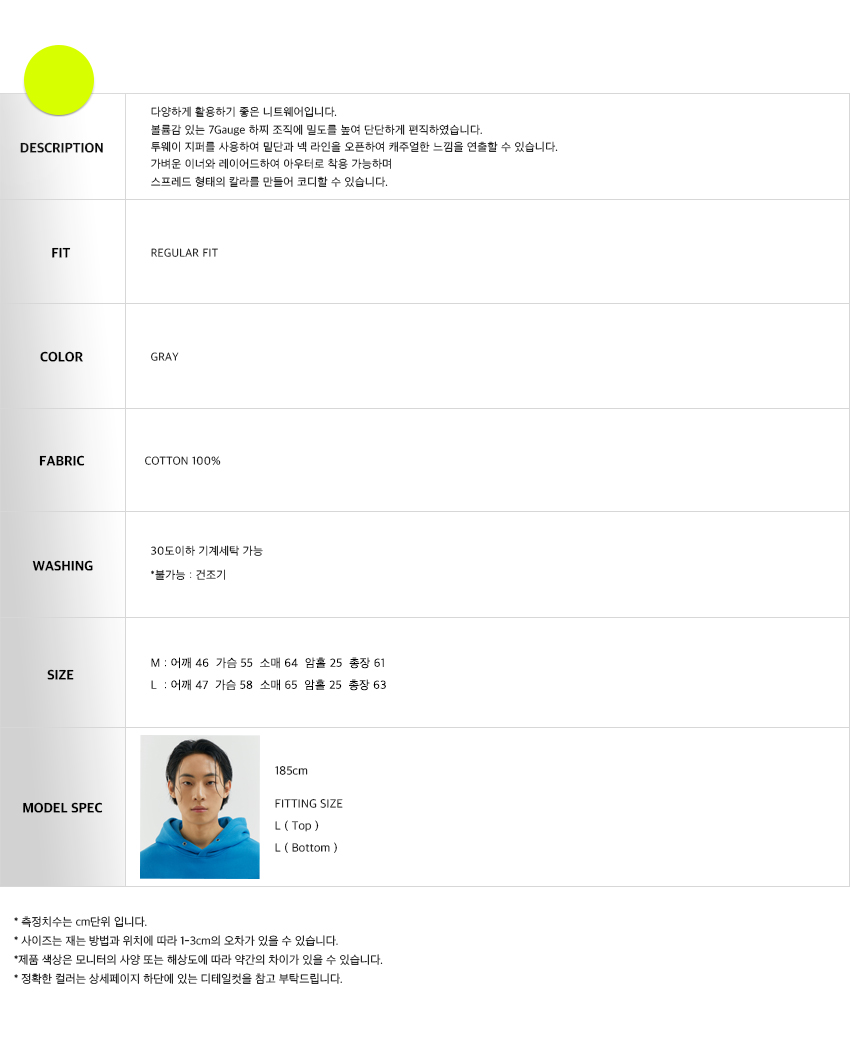 DESCRIPTION
다양하게 활용하기 좋은 니트웨어입니다.
볼륨감 있는 7Gauge 하찌 조직에 밀도를 높여 단단하게 편직하였습니다.
투웨이 지퍼를 사용하여 밑단과 넥 라인을 오픈하여 캐주얼한 느낌을 연출할 수 있습니다.
가벼운 이너와 레이어드하여 아우터로 착용 가능하며
스프레드 형태의 칼라를 만들어 코디할 수 있습니다.
FIT
REGULAR FIT
COLOR
GRAY
FABRIC
COTTON 100%
WASHING
30도이하 기계세탁 가능
*불가능 : 건조기
SIZE
M : 어깨 46 가슴 55 소매 64 암홀 25 총장 61
L : 어깨 47 가슴 58 소매 65 암홀 25 총장 63
MODEL SPEC
185cm
FITTING SIZE
L ( Top )
L ( Bottom )
* 측정치수는 cm단위 입니다.
* 사이즈는 재는 방법과 위치에 따라 1~3cm의 오차가 있을 수 있습니다.
*제품 색상은 모니터의 사양 또는 해상도에 따라 약간의 차이가 있을 수 있습니다.
* 정확한 컬러는 상세페이지 하단에 있는 디테일컷을 참고 부탁드립니다.